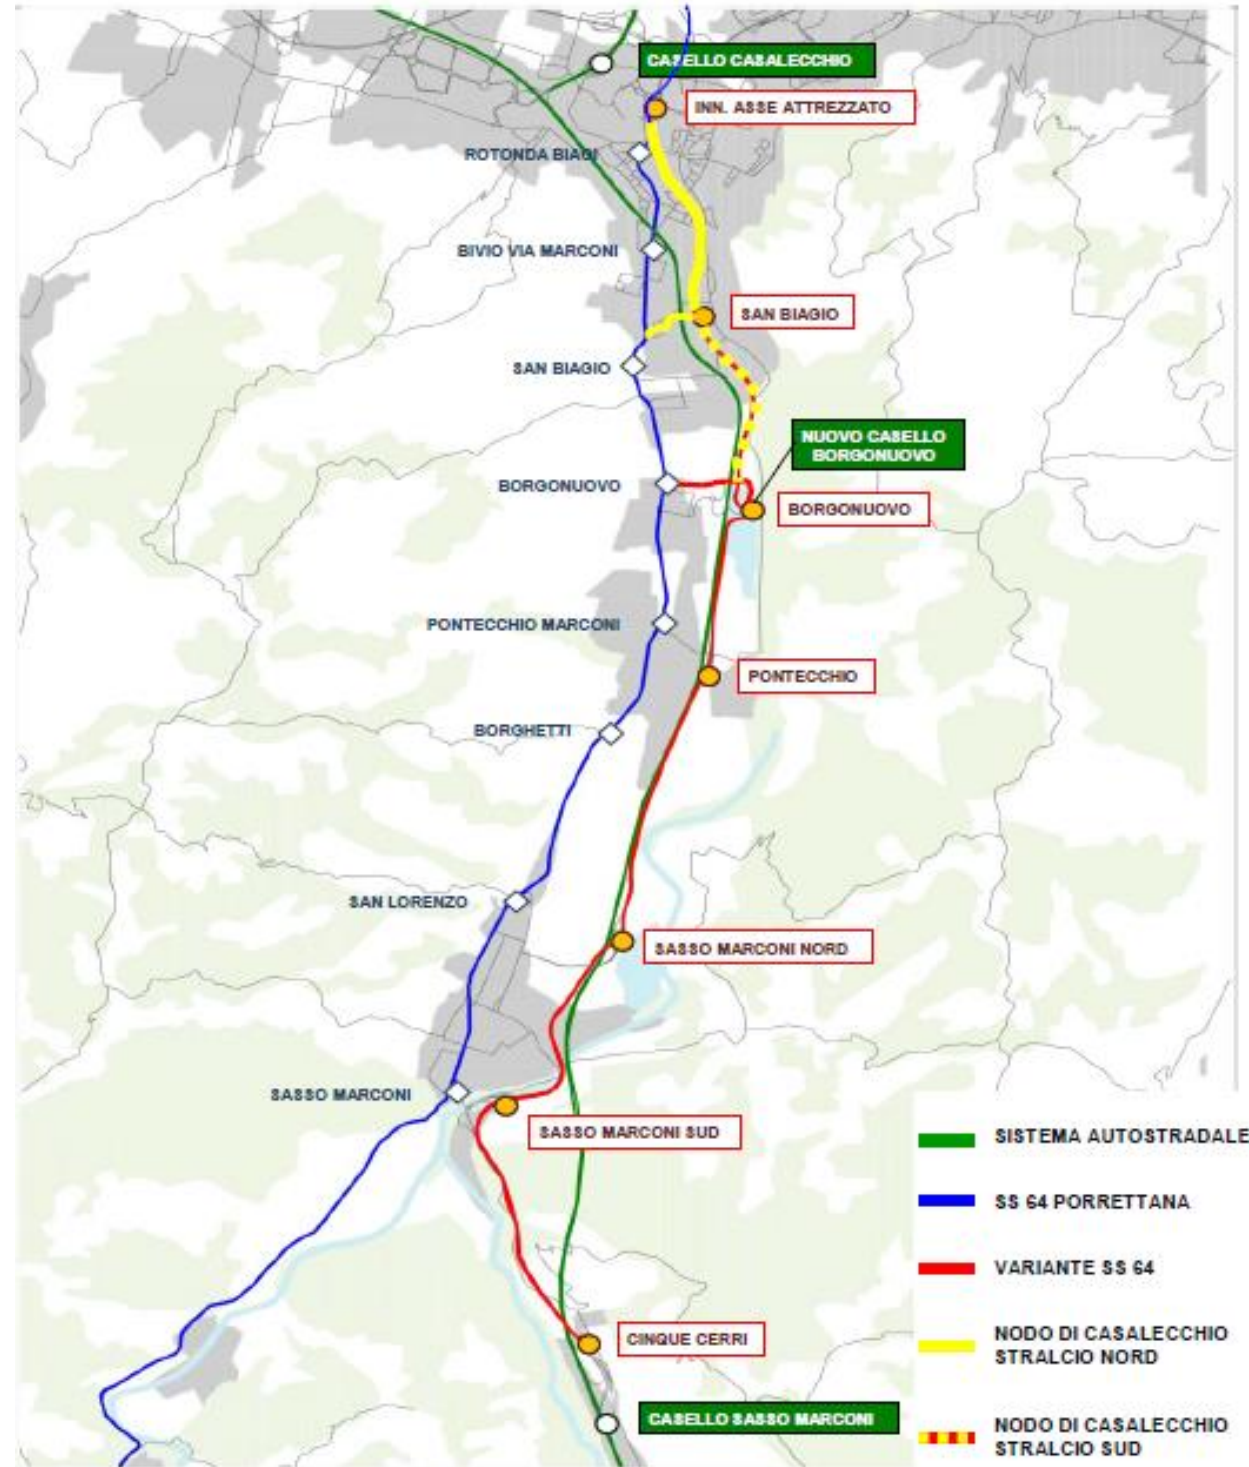 CASELLO CASALECCHIO
INN. ASSE ATTREZZATO
ROTONDA BIAGI
BIVIO VIA MARCONI
SAN BIAGIO
SAN BIAGIO
NUOVO CASELLO
BORGONUOVO
BORGONUOVO
BORGONUOVO
PONTECCHIO MARCONI
PONTECCHIO
BORGHETTI
SAN LORENZO
SASSO MARCONI NORD
SASSO MARCONI
SASSO MARCONI SUD
CINQUE CERRI
CASELLO SASSO MARCONI
SISTEMA AUTOSTRADALE
SS 64 PORRETTANA
VARIANTE SS 64
NODO DI CASALECCHIO
STRALCIO NORD
NODO DI CASALECCHIO
STRALCIO SUD